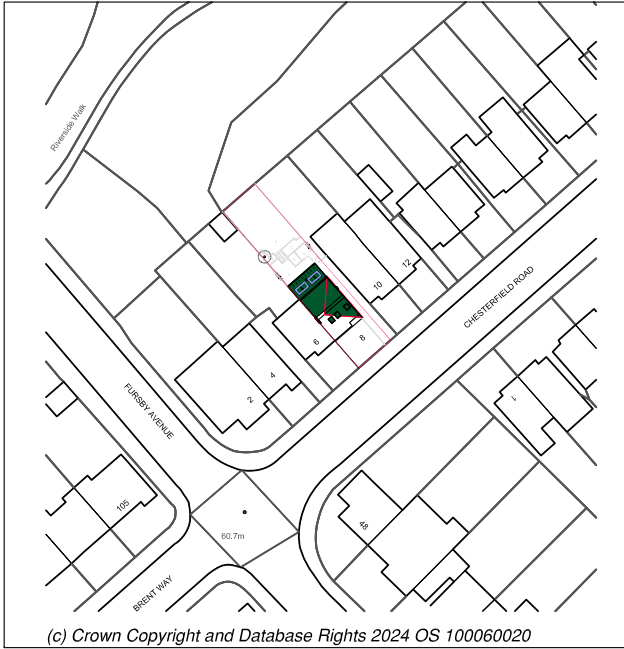 Riverside Walk
CHESTERFIELD ROAD
12
10
8
6
4
2
1
FURSBY AVENUE
105
48
60.7m
BRENT WAY
(c) Crown Copyright and Database Rights 2024 OS 100060020